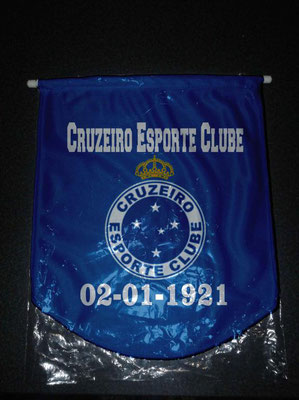 CRUZEIRO ESPORTE CLUBE
CRUZEIRO
ESPORTE CLUBE
02-01-1921